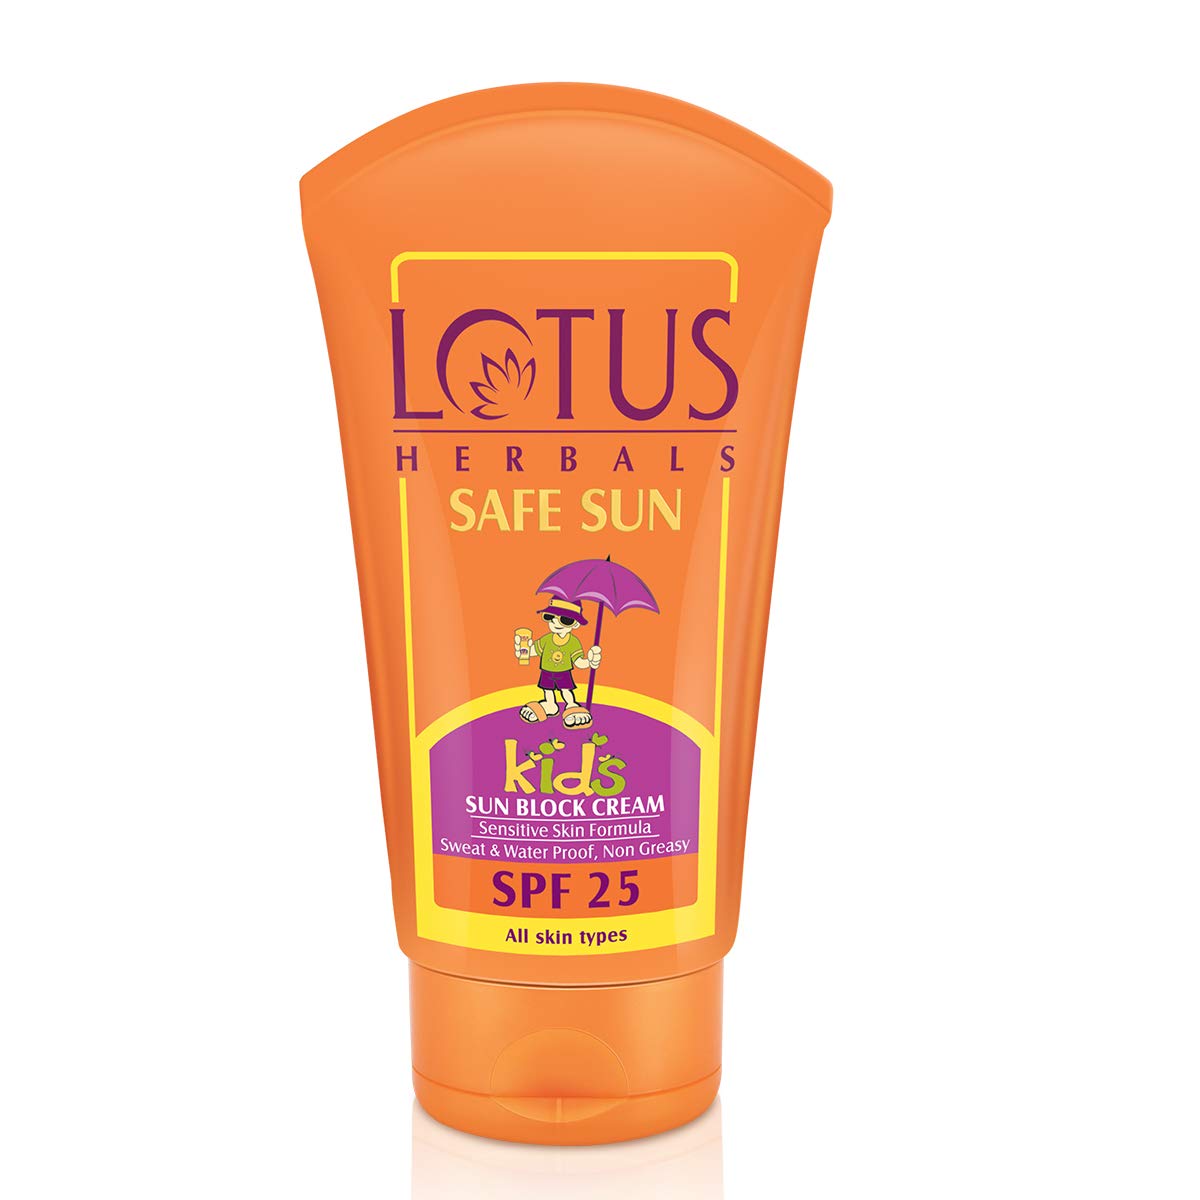 LOTUS
HERBALS
SAFE SUN
kids
SUN BLOCK CREAM
Sensitive Skin Formula
Sweat & Water Proof, Non Greasy
SPF 25
All skin types